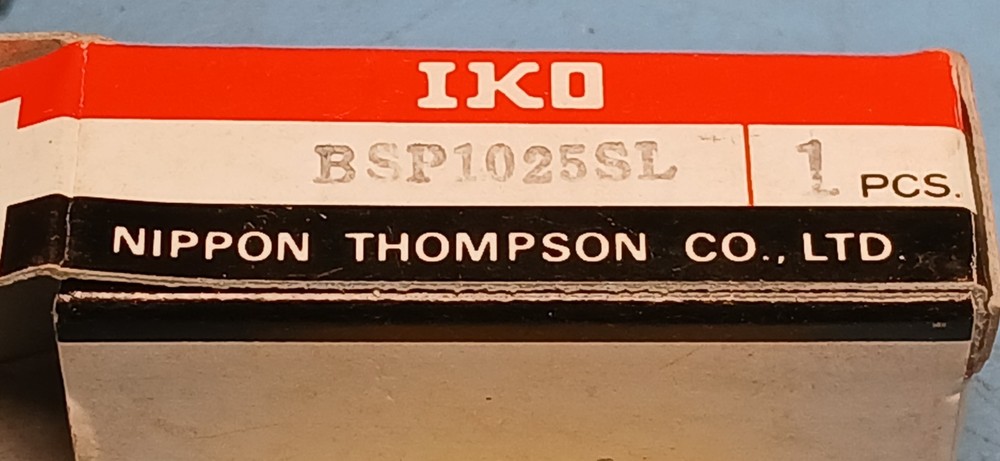 IKO
BSP1025SL 1 PCS.
NIPPON THOMPSON CO., LTD.